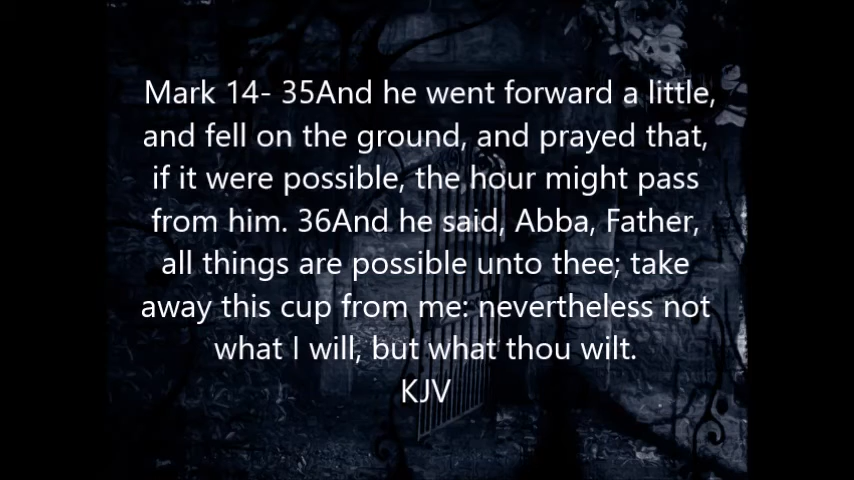 Mark 14- 35And he went forward a little,
and fell on the ground, and prayed that,
if it were possible, the hour might pass
from him. 36And he said, Abba, Father,
all things are possible unto thee; take
away this cup from me: nevertheless not
what I will, but what thou wilt.
KJV